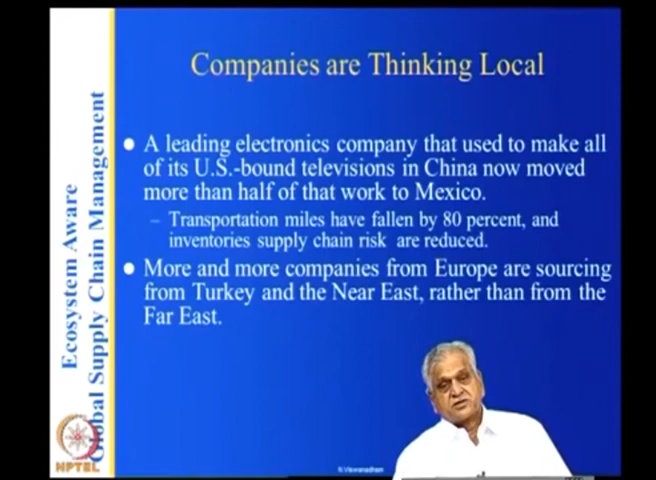 Companies are Thinking Local
A leading electronics company that used to make all
of its U.S.-bound televisions in China now moved
more than half of that work to Mexico.
– Transportation miles have fallen by 80 percent, and
inventories supply chain risk are reduced.
More and more companies from Europe are sourcing
from Turkey and the Near East, rather than from the
Far East.
Ecosystem Aware
Global Supply Chain Management
NPTEL
N.Viswanadham